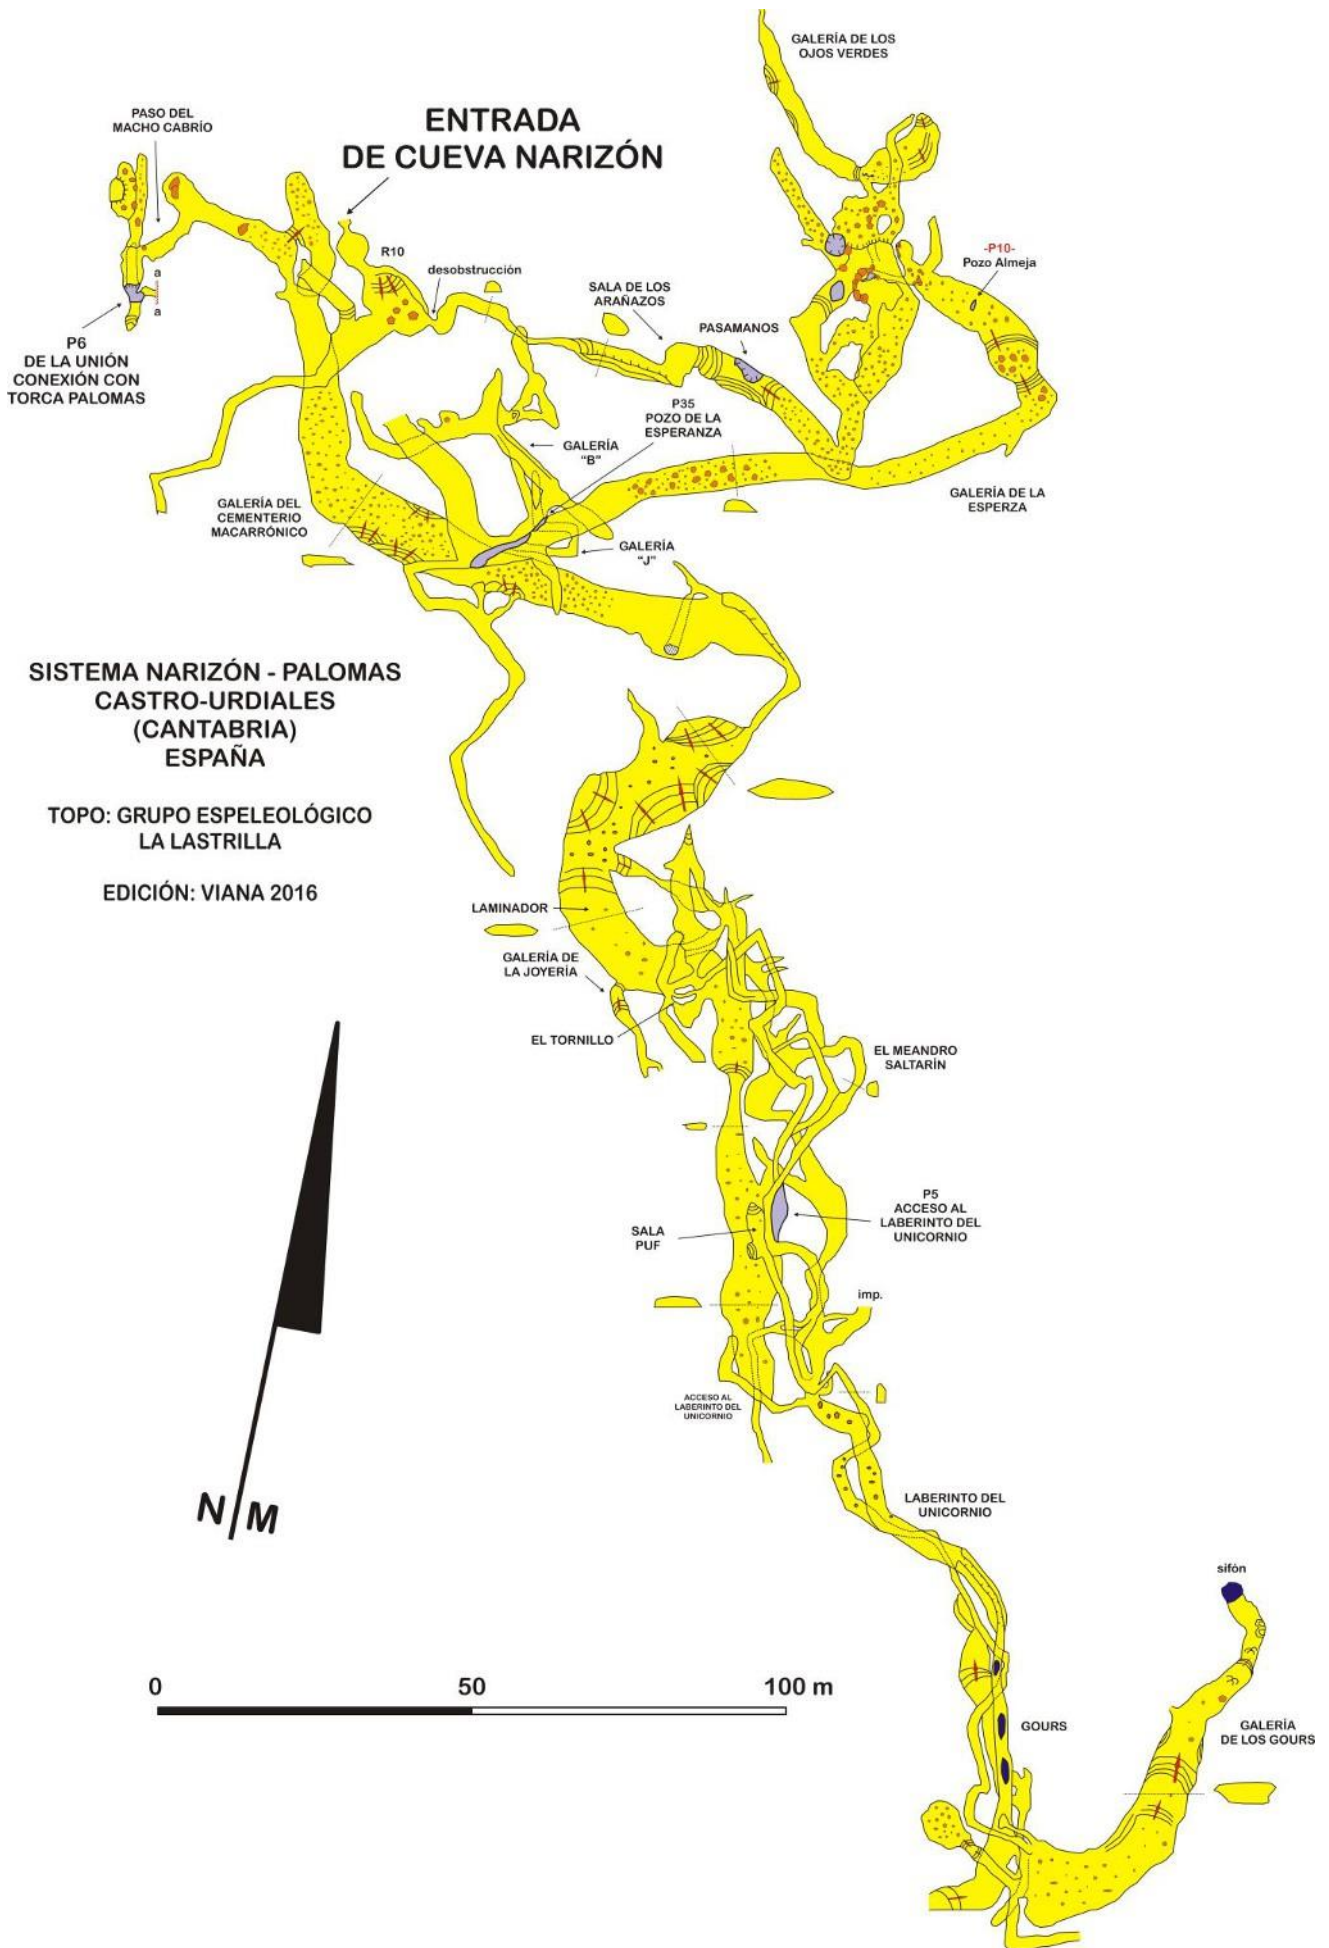 GALERÍA DE LOS
OJOS VERDES
PASO DEL
MACHO CABRÍO
ENTRADA
DE CUEVA NARIZÓN
R10
-P10-
Pozo Almeja
desobstrucción
a
a
SALA DE LOS
ARAÑAZOS
PASAMANOS
P6
DE LA UNIÓN
CONEXIÓN CON
TORCA PALOMAS
P35
POZO DE LA
ESPERANZA
GALERÍA
"B"
GALERÍA DEL
CEMENTERIO
MACARRÓNICO
GALERÍA DE LA
ESPERZA
GALERÍA
"J"
SISTEMA NARIZÓN - PALOMAS
CASTRO-URDIALES
(CANTABRIA)
ESPAÑA
TOPO: GRUPO ESPELEOLÓGICO
LA LASTRILLA
EDICIÓN: VIANA 2016
LAMINADOR
GALERÍA DE
LA JOYERÍA
EL TORNILLO
EL MEANDRO
SALTARÍN
P5
ACCESO AL
LABERINTO DEL
UNICORNIO
SALA
PUF
imp.
ACCESO AL
LABERINTO DEL
UNICORNIO
LABERINTO DEL
UNICORNIO
N M
sifón
0 50 100 m
GOURS
GALERÍA
DE LOS GOURS